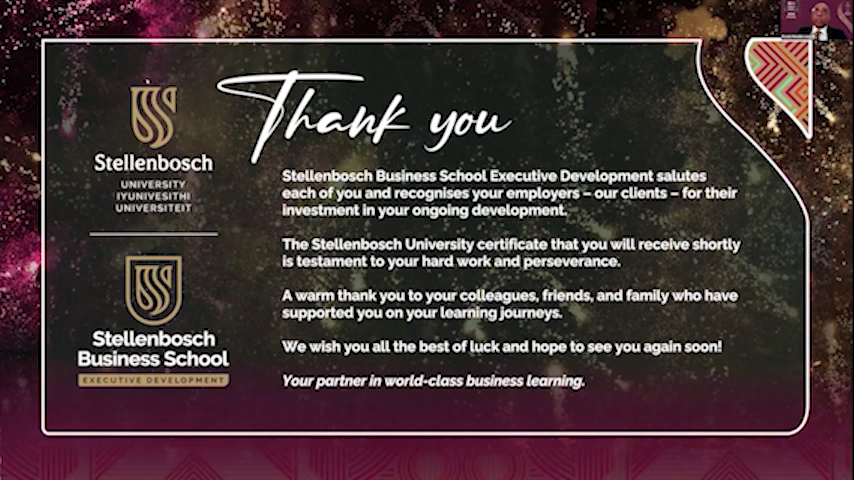 Thank you
Stellenbosch
UNIVERSITY
IYUNIVESITHI
UNIVERSITEIT
Stellenbosch
Business School
EXECUTIVE DEVELOPMENT
Stellenbosch Business School Executive Development salutes
each of you and recognises your employers – our clients – for their
investment in your ongoing development.
The Stellenbosch University certificate that you will receive shortly
is testament to your hard work and perseverance.
A warm thank you to your colleagues, friends, and family who have
supported you on your learning journeys.
We wish you all the best of luck and hope to see you again soon!
Your partner in world-class business learning.